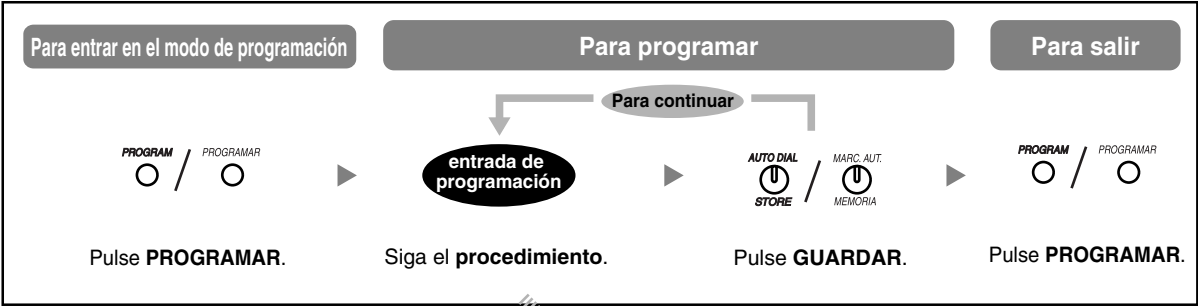 Para entrar en el modo de programación
Para programar
Para salir
Para continuar
PROGRAM / PROGRAMAR
entrada de
programación
AUTO DIAL / MARC. AUT.
STORE MEMORIA
PROGRAM / PROGRAMAR
Pulse PROGRAMAR.
Siga el procedimiento.
Pulse GUARDAR.
Pulse PROGRAMAR.